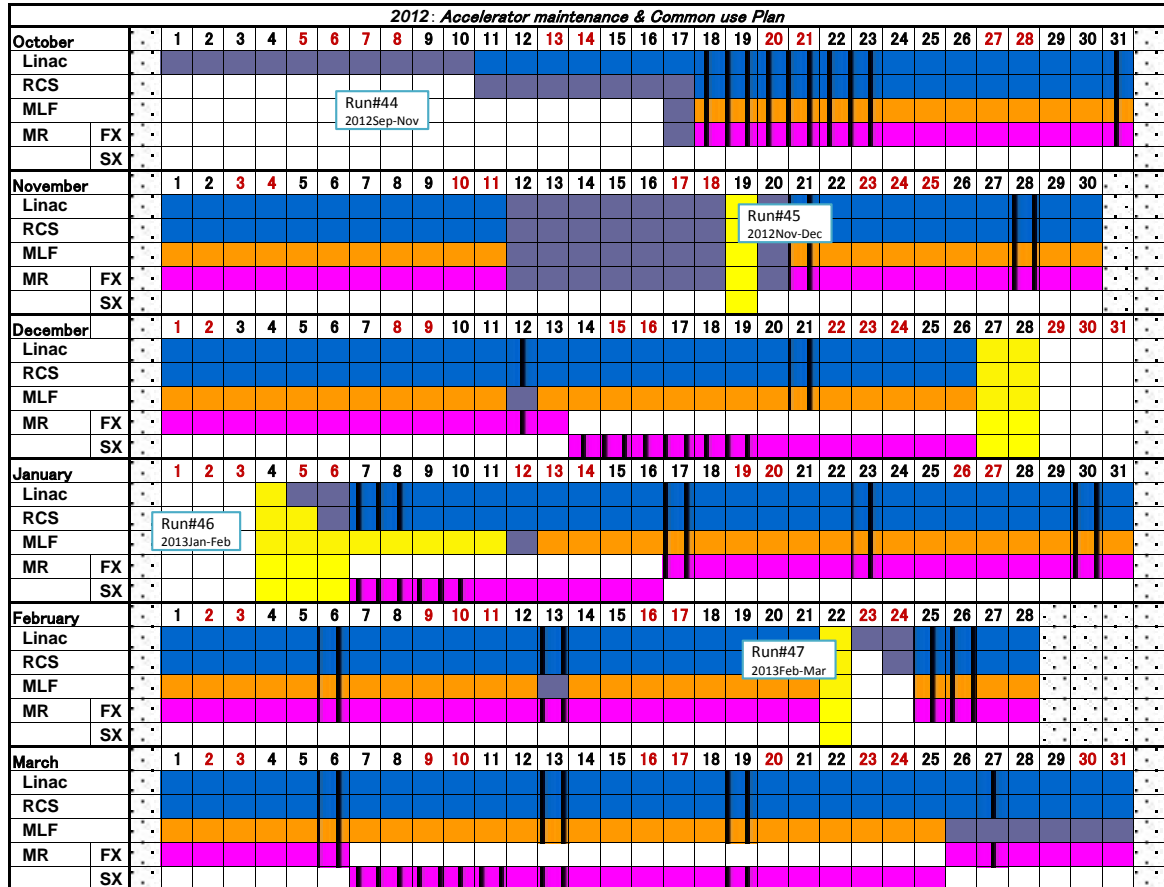 2012: Accelerator maintenance & Common use Plan
October 1 2 3 4 5 6 7 8 9 10 11 12 13 14 15 16 17 18 19 20 21 22 23 24 25 26 27 28 29 30 31
Linac
RCS
Run#44
2012Sep-Nov
MLF
MR FX
SX
November 1 2 3 4 5 6 7 8 9 10 11 12 13 14 15 16 17 18 19 20 21 22 23 24 25 26 27 28 29 30
Linac
Run#45
2012Nov-Dec
RCS
MLF
MR FX
SX
December 1 2 3 4 5 6 7 8 9 10 11 12 13 14 15 16 17 18 19 20 21 22 23 24 25 26 27 28 29 30 31
Linac
RCS
MLF
MR FX
SX
January 1 2 3 4 5 6 7 8 9 10 11 12 13 14 15 16 17 18 19 20 21 22 23 24 25 26 27 28 29 30 31
Linac
RCS
Run#46
2013Jan-Feb
MLF
MR FX
SX
February 1 2 3 4 5 6 7 8 9 10 11 12 13 14 15 16 17 18 19 20 21 22 23 24 25 26 27 28
Linac
RCS
Run#47
2013Feb-Mar
MLF
MR FX
SX
March 1 2 3 4 5 6 7 8 9 10 11 12 13 14 15 16 17 18 19 20 21 22 23 24 25 26 27 28 29 30 31
Linac
RCS
MLF
MR FX
SX